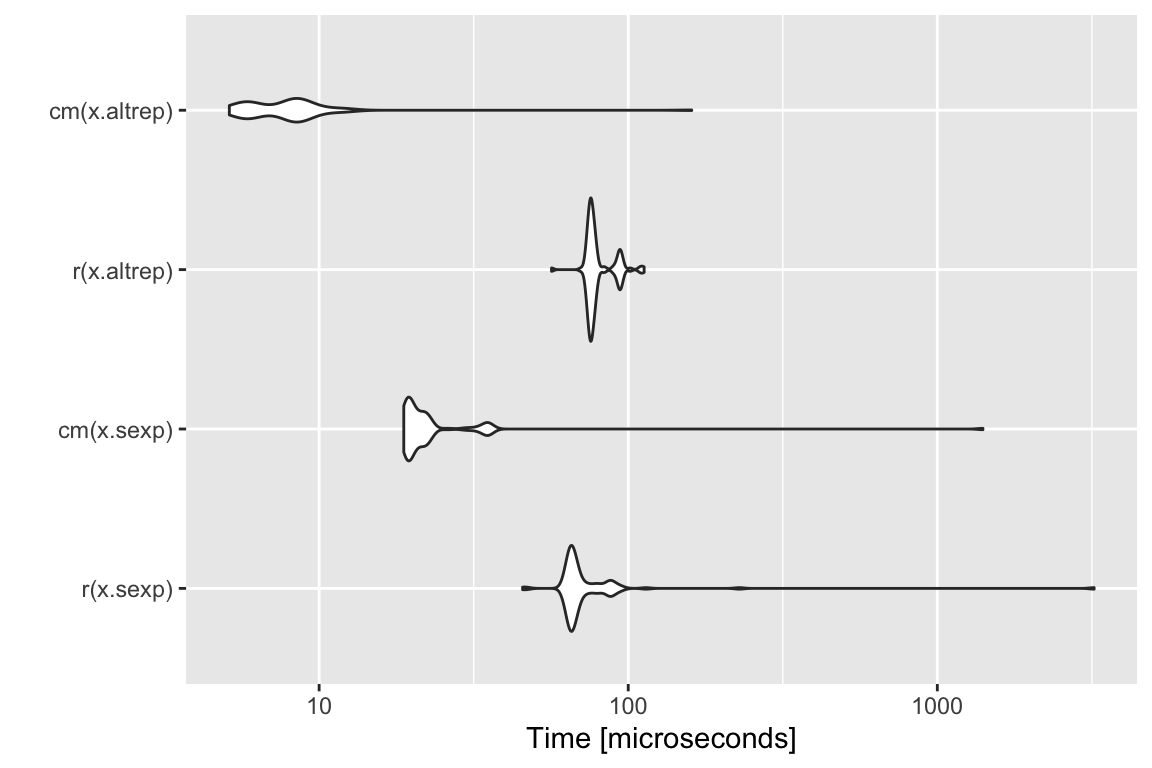 cm(x.altrep)
r(x.altrep)
cm(x.sexp)
r(x.sexp)
10 100 1000
Time [microseconds]